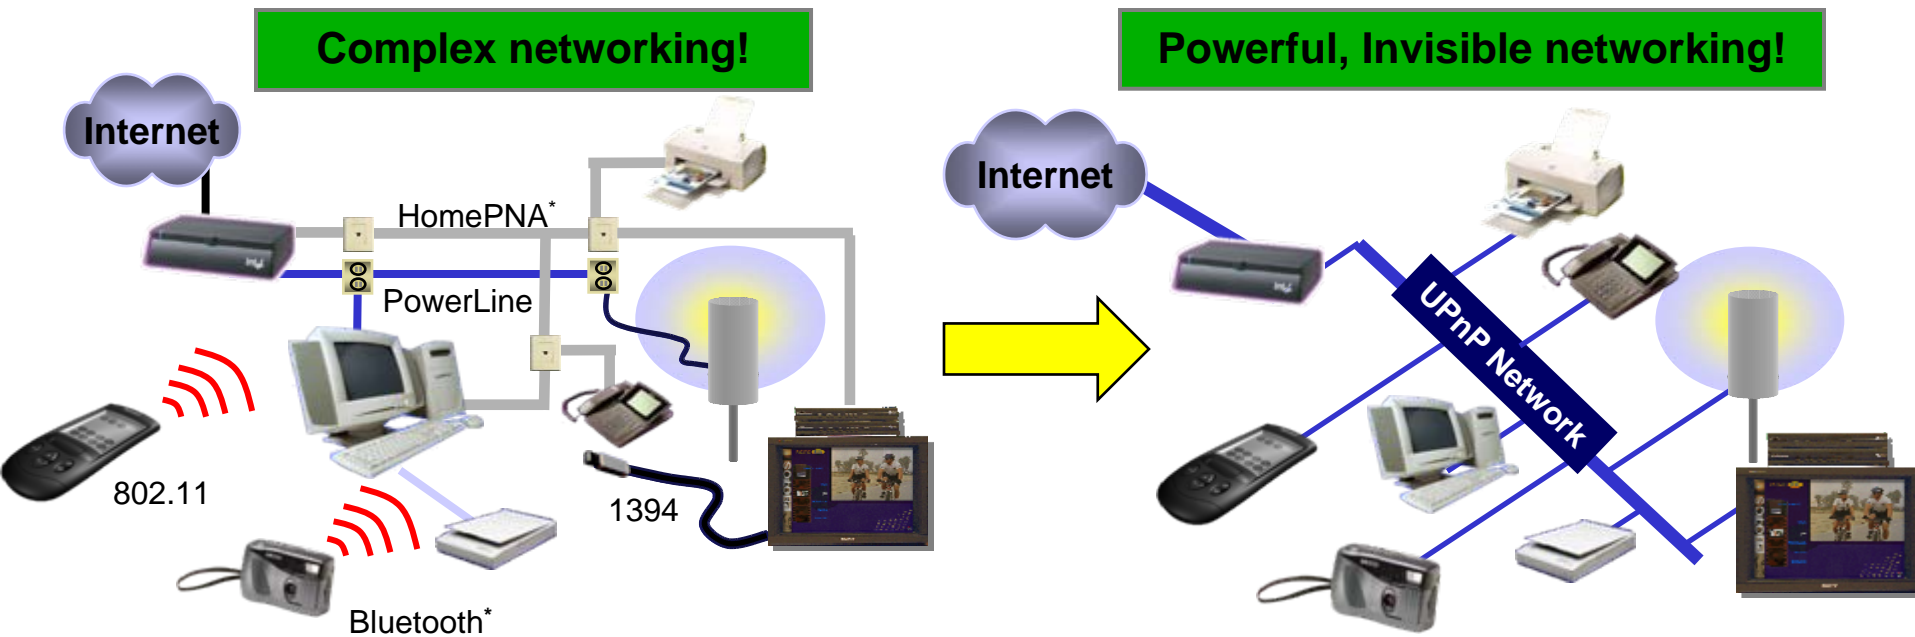 Complex networking!
Internet
HomePNA*
PowerLine
802.11
1394
Bluetooth*
Powerful, Invisible networking!
Internet
UPnP Network